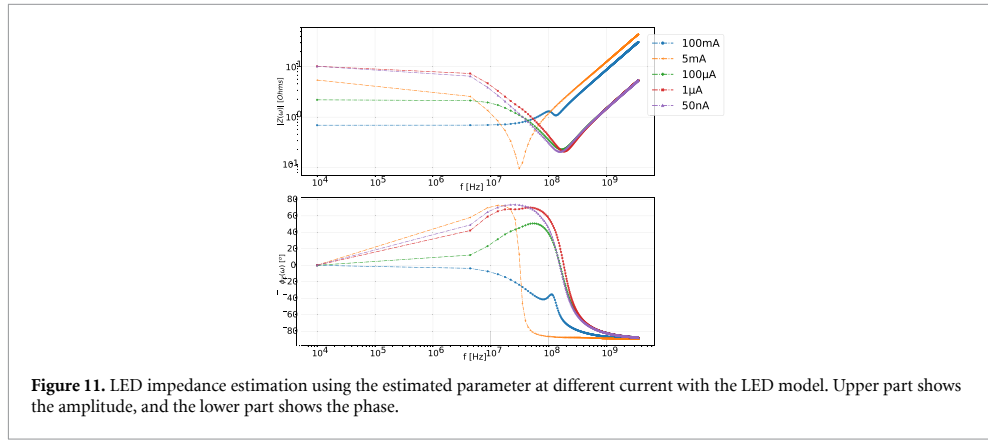 100mA
5mA
100μA
1μA
50nA
|Z(ω)| [Ohms]
10¹
10⁰
10⁴ 10⁵ 10⁶ 10⁷ 10⁸ 10⁹
f [Hz]
80
60
40
20
0
20
40
60
80
10⁴ 10⁵ 10⁶ 10⁷ 10⁸ 10⁹
f [Hz]
Figure 11. LED impedance estimation using the estimated parameter at different current with the LED model. Upper part shows
the amplitude, and the lower part shows the phase.